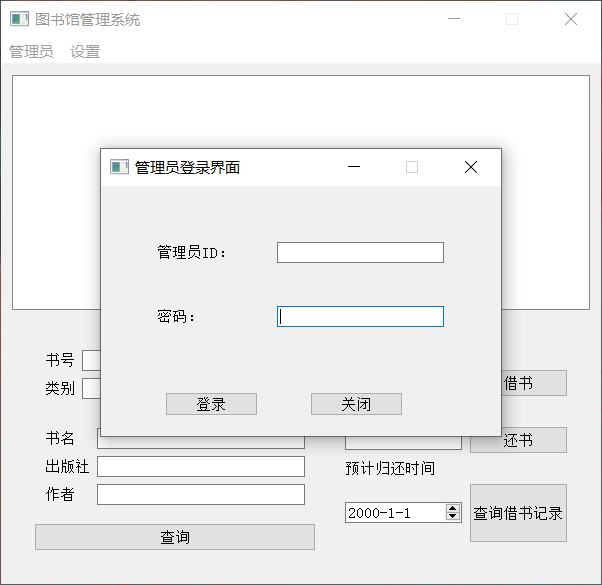 图书馆管理系统
管理员 设置
管理员登录界面
管理员ID：
密码：
登录 关闭
书号
类别
借书
书名
还书
出版社
预计归还时间
作者
2000-1-1
查询借书记录
查询